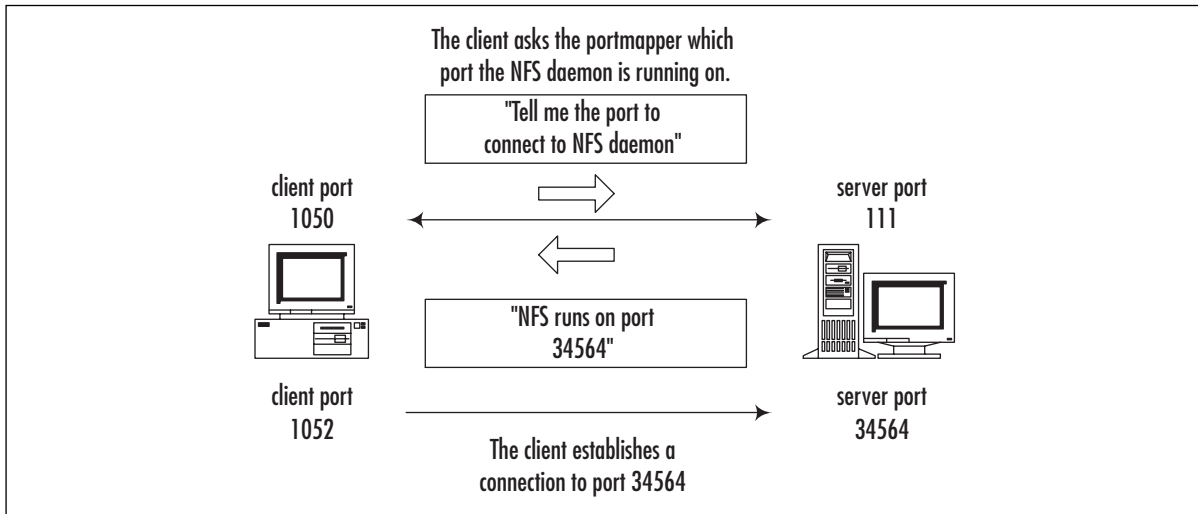 The client asks the portmapper which
port the NFS daemon is running on.
"Tell me the port to
connect to NFS daemon"
client port
1050
server port
111
"NFS runs on port
34564"
client port
1052
server port
34564
The client establishes a
connection to port 34564